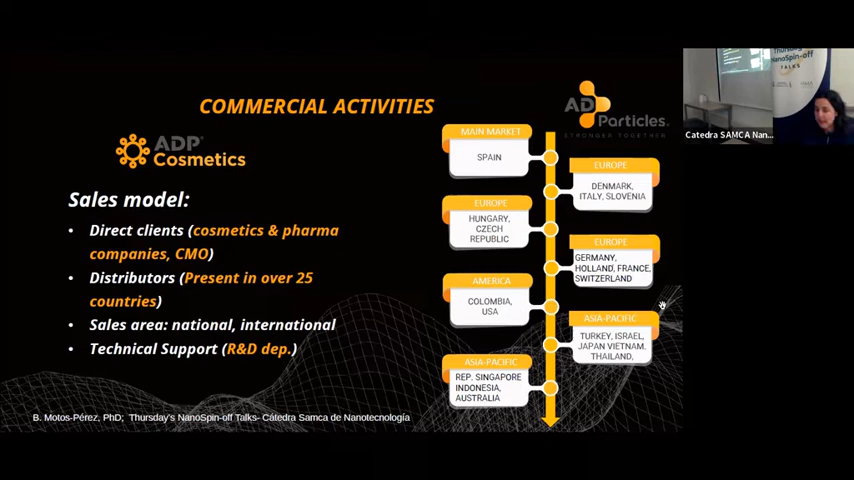 COMMERCIAL ACTIVITIES
ADP
Cosmetics
Sales model:
• Direct clients (cosmetics & pharma
companies, CMO)
• Distributors (Present in over 25
countries)
• Sales area: national, international
• Technical Support (R&D dep.)
B. Motos-Pérez, PhD; Thursday's NanoSpin-off Talks- Cátedra Samca de Nanotecnología
AD
Particles
STRONGER TOGETHER
MAIN MARKET
SPAIN
EUROPE
DENMARK,
ITALY, SLOVENIA
EUROPE
HUNGARY,
CZECH
REPUBLIC
EUROPE
GERMANY,
HOLLAND, FRANCE,
SWITZERLAND
AMERICA
COLOMBIA,
USA
ASIA-PACIFIC
TURKEY, ISRAEL,
JAPAN VIETNAM.
THAILAND,
ASIA-PACIFIC
REP. SINGAPORE
INDONESIA,
AUSTRALIA
Thursday
NanoSpin-off
TALKS
Catedra SAMCA Nan...